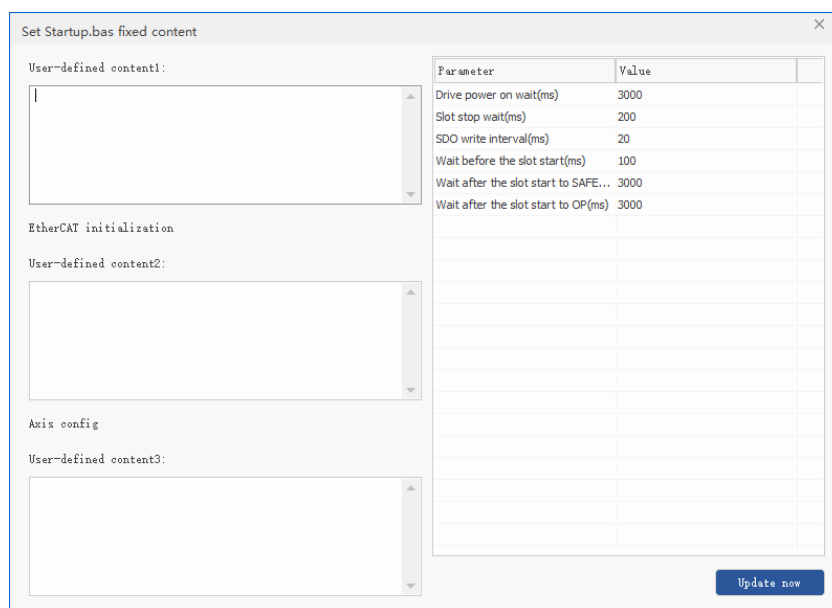 Set Startup.bas fixed content
User-defined content1:
EtherCAT initialization
User-defined content2:
Axis config
User-defined content3:
Parameter Value
Drive power on wait(ms) 3000
Slot stop wait(ms) 200
SDO write interval(ms) 20
Wait before the slot start(ms) 100
Wait after the slot start to SAFE... 3000
Wait after the slot start to OP(ms) 3000
Update now